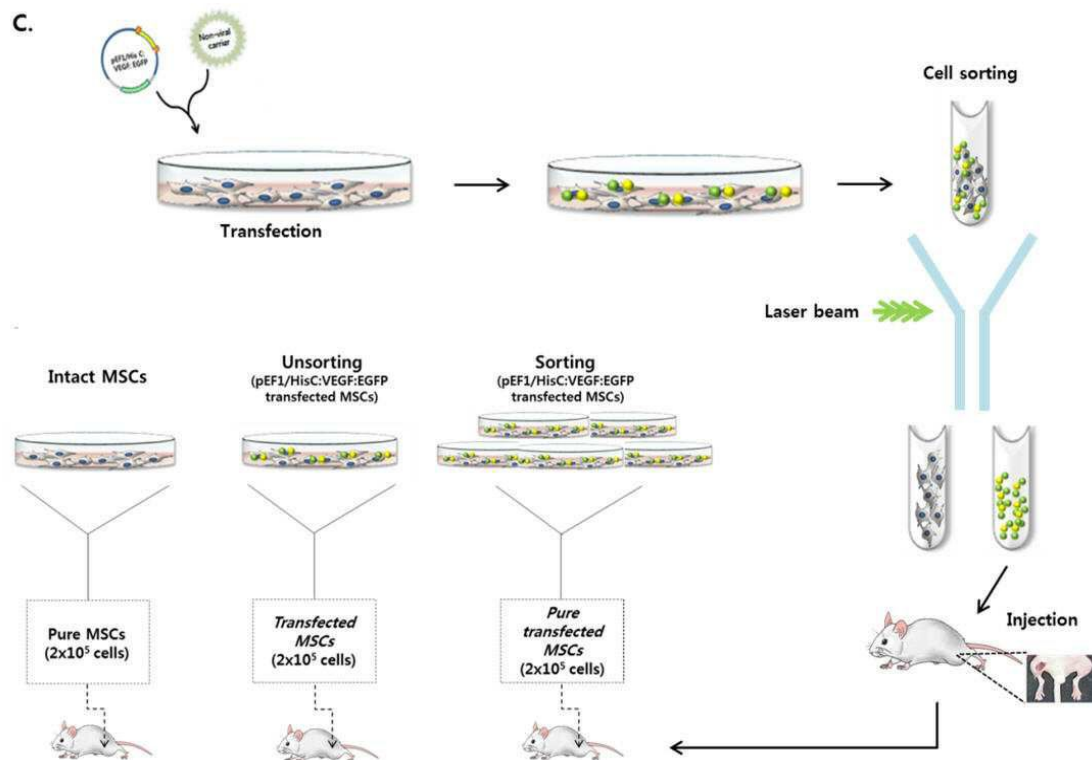 C.
pEF1/His C:
VEGF: EGFP
Non-viral
carrier
Cell sorting
Transfection
Laser beam
Intact MSCs
Unsorting
(pEF1/HisC:VEGF:EGFP
transfected MSCs)
Sorting
(pEF1/HisC:VEGF:EGFP
transfected MSCs)
Pure MSCs
(2x10⁵ cells)
Transfected
MSCs
(2x10⁵ cells)
Pure
transfected
MSCs
(2x10⁵ cells)
Injection